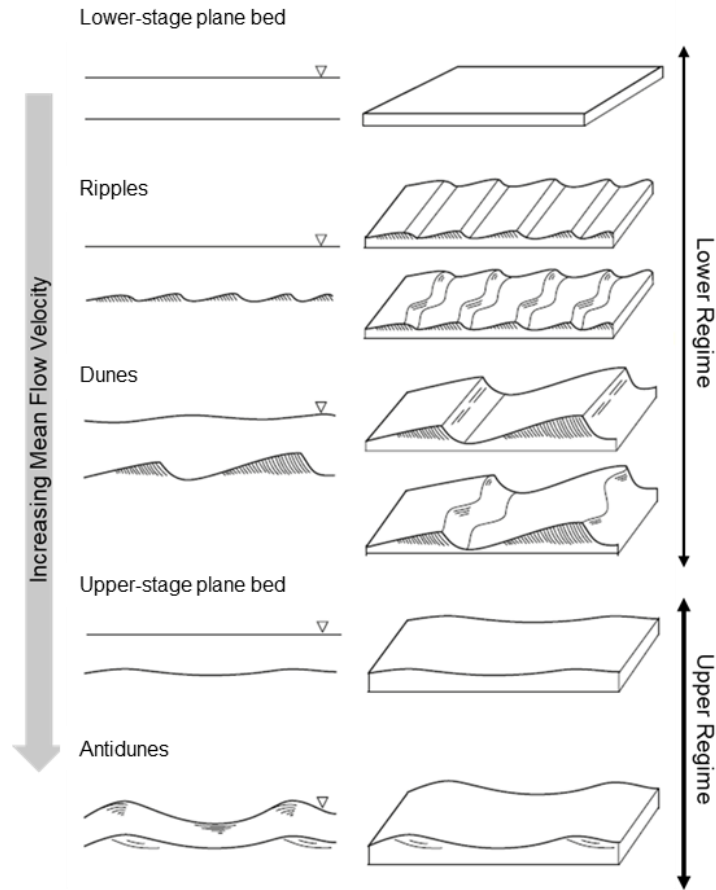 Lower-stage plane bed
Ripples
Dunes
Upper-stage plane bed
Antidunes
Increasing Mean Flow Velocity
Lower Regime
Upper Regime